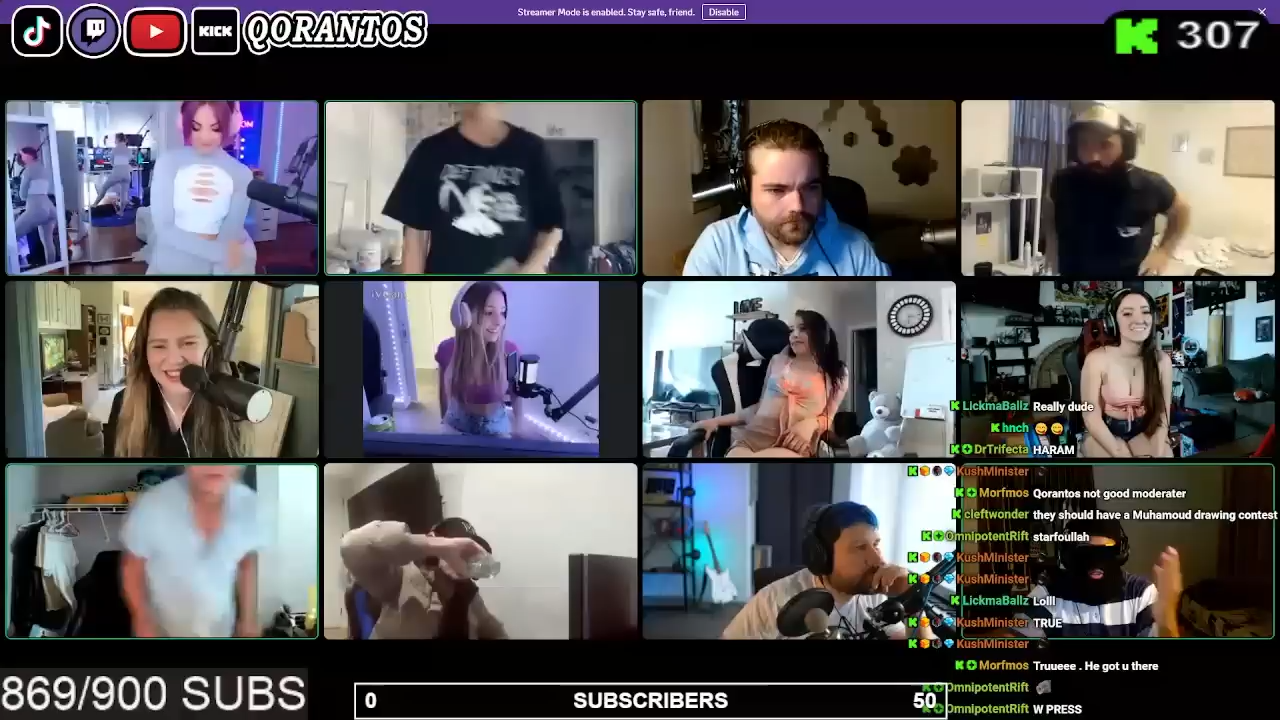 Streamer Mode is enabled. Stay safe, friend. Disable
KICK QORANTOS
307
LickmaBallz Really dude
hnch
DrTrifecta HARAM
KushMinister
Morfmos Qorantos not good moderater
cleftwonder they should have a Muhamoud drawing contest
OmnipotentRift starfoullah
KushMinister
KushMinister
LickmaBallz Lolll
KushMinister TRUE
KushMinister
Morfmos Truueee . He got u there
OmnipotentRift
OmnipotentRift W PRESS
869/900 SUBS
0 SUBSCRIBERS 50